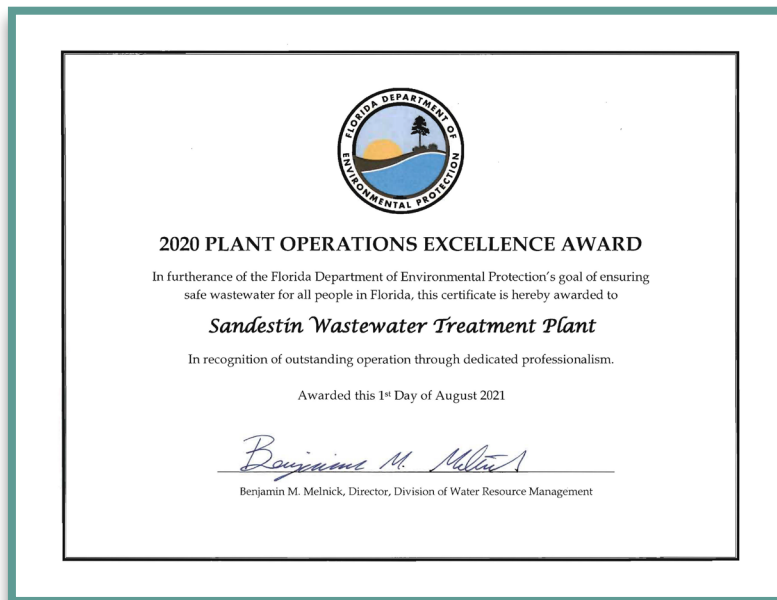 FLORIDA DEPARTMENT OF
ENVIRONMENTAL PROTECTION
2020 PLANT OPERATIONS EXCELLENCE AWARD
In furtherance of the Florida Department of Environmental Protection's goal of ensuring
safe wastewater for all people in Florida, this certificate is hereby awarded to
Sandestin Wastewater Treatment Plant
In recognition of outstanding operation through dedicated professionalism.
Awarded this 1st Day of August 2021
Benjamin M. Melnick
Benjamin M. Melnick, Director, Division of Water Resource Management